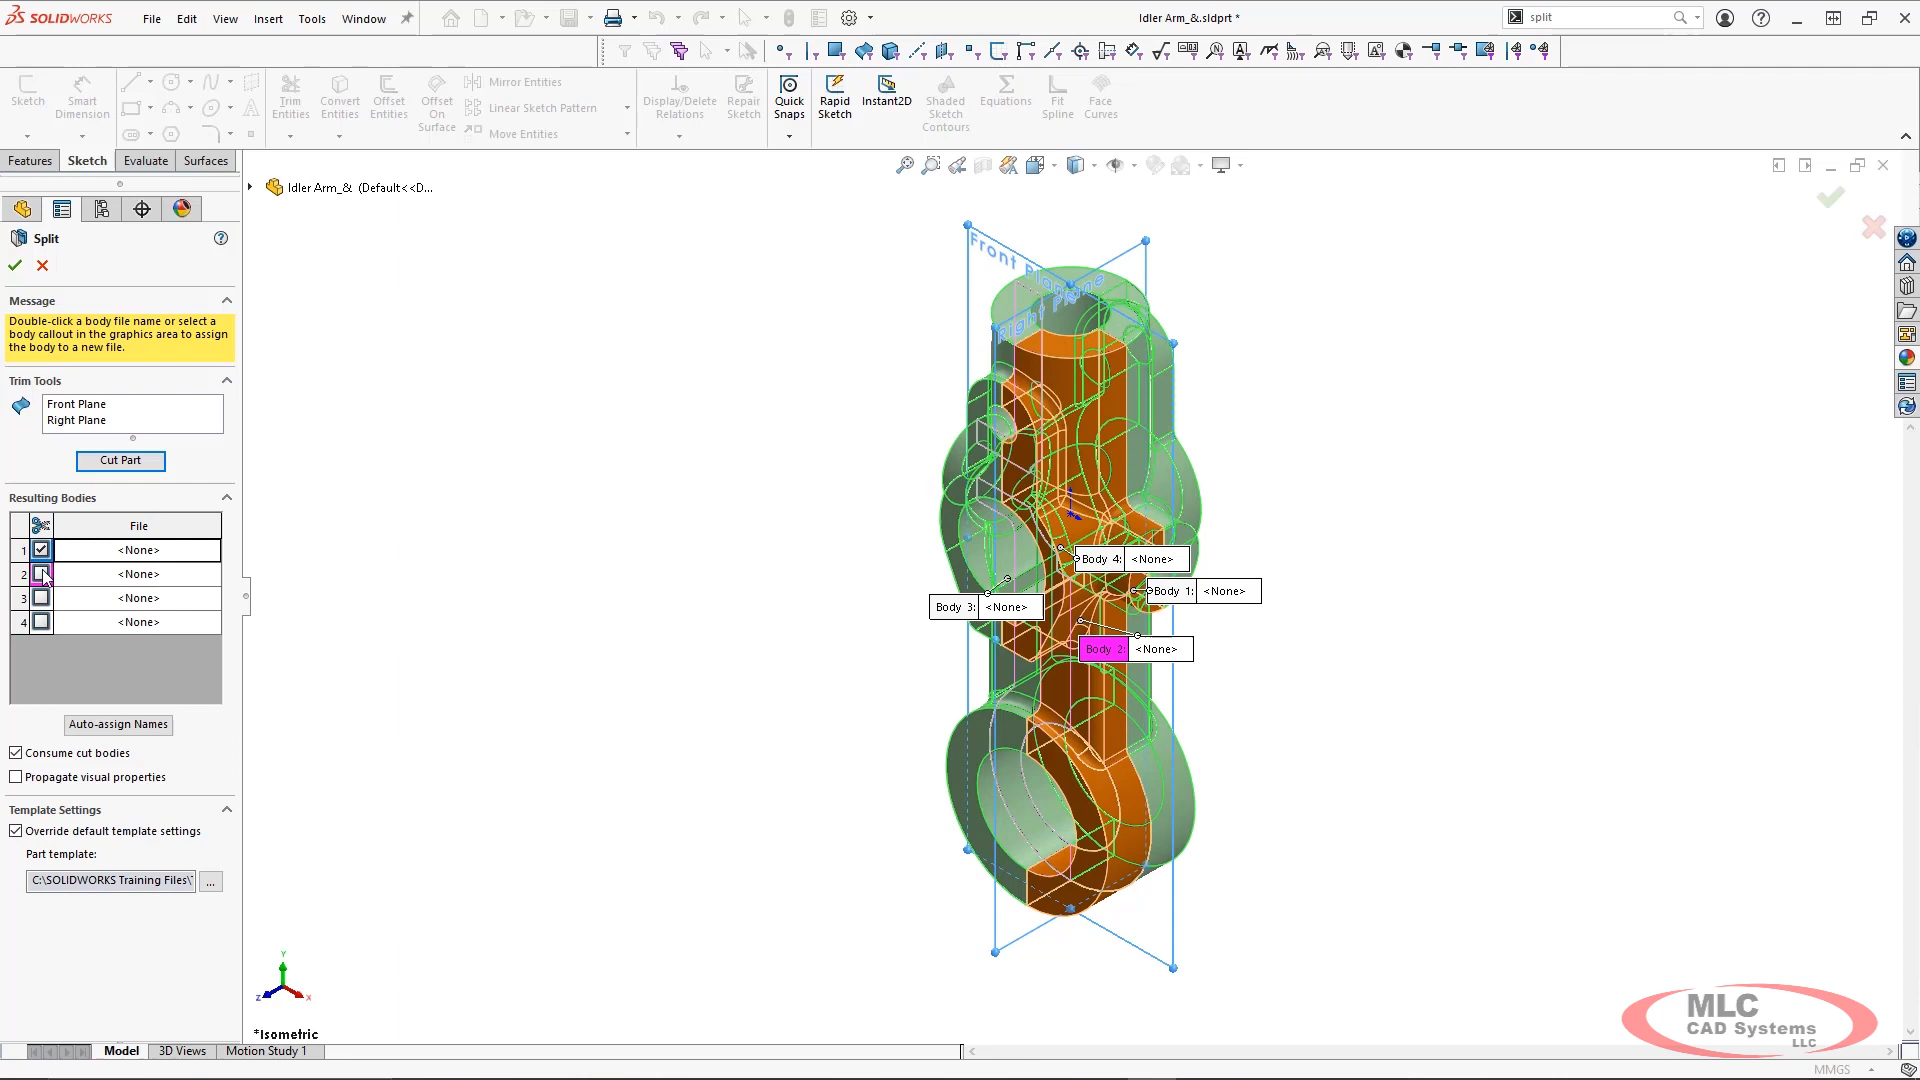 SOLIDWORKS
File Edit View Insert Tools Window
Idler Arm_&.sldprt *
split
Sketch
Smart Dimension
Trim Entities
Convert Entities
Offset Entities
Offset On Surface
Mirror Entities
Linear Sketch Pattern
Move Entities
Display/Delete Relations
Repair Sketch
Quick Snaps
Rapid Sketch
Instant2D
Shaded Sketch Contours
Equations
Fit Spline
Face Curves
Features Sketch Evaluate Surfaces
Idler Arm_& (Default<<D...
Split
Message
Double-click a body file name or select a
body callout in the graphics area to assign
the body to a new file.
Trim Tools
Front Plane
Right Plane
Cut Part
Resulting Bodies
File
1 <None>
2 <None>
3 <None>
4 <None>
Auto-assign Names
Consume cut bodies
Propagate visual properties
Template Settings
Override default template settings
Part template:
C:\SOLIDWORKS Training Files\
...
Front Plane
Right Plane
Body 4: <None>
Body 1: <None>
Body 3: <None>
Body 2: <None>
Y
Z
X
*Isometric
Model 3D Views Motion Study 1
MLC
CAD Systems
LLC
MMGS